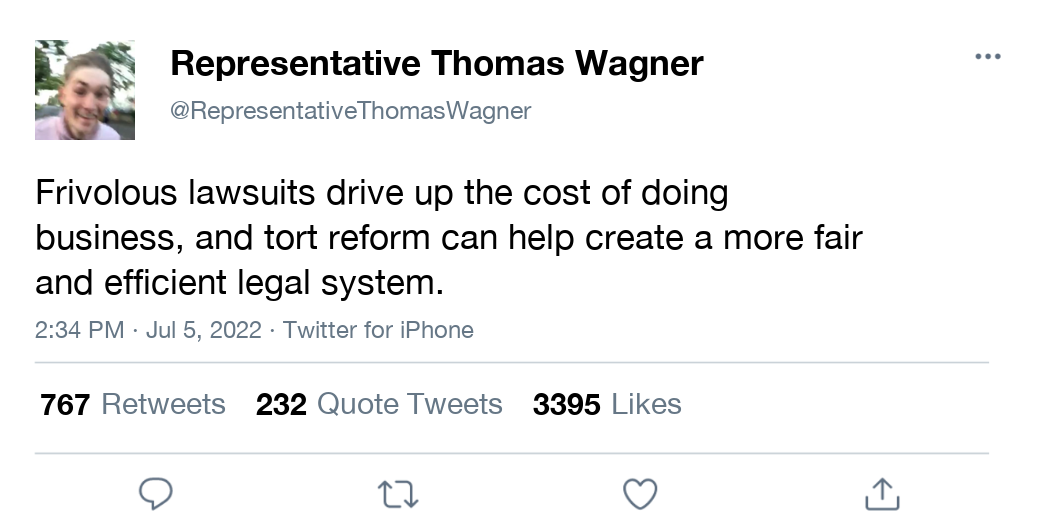 Representative Thomas Wagner
@RepresentativeThomasWagner
Frivolous lawsuits drive up the cost of doing
business, and tort reform can help create a more fair
and efficient legal system.
2:34 PM · Jul 5, 2022 · Twitter for iPhone
767 Retweets 232 Quote Tweets 3395 Likes